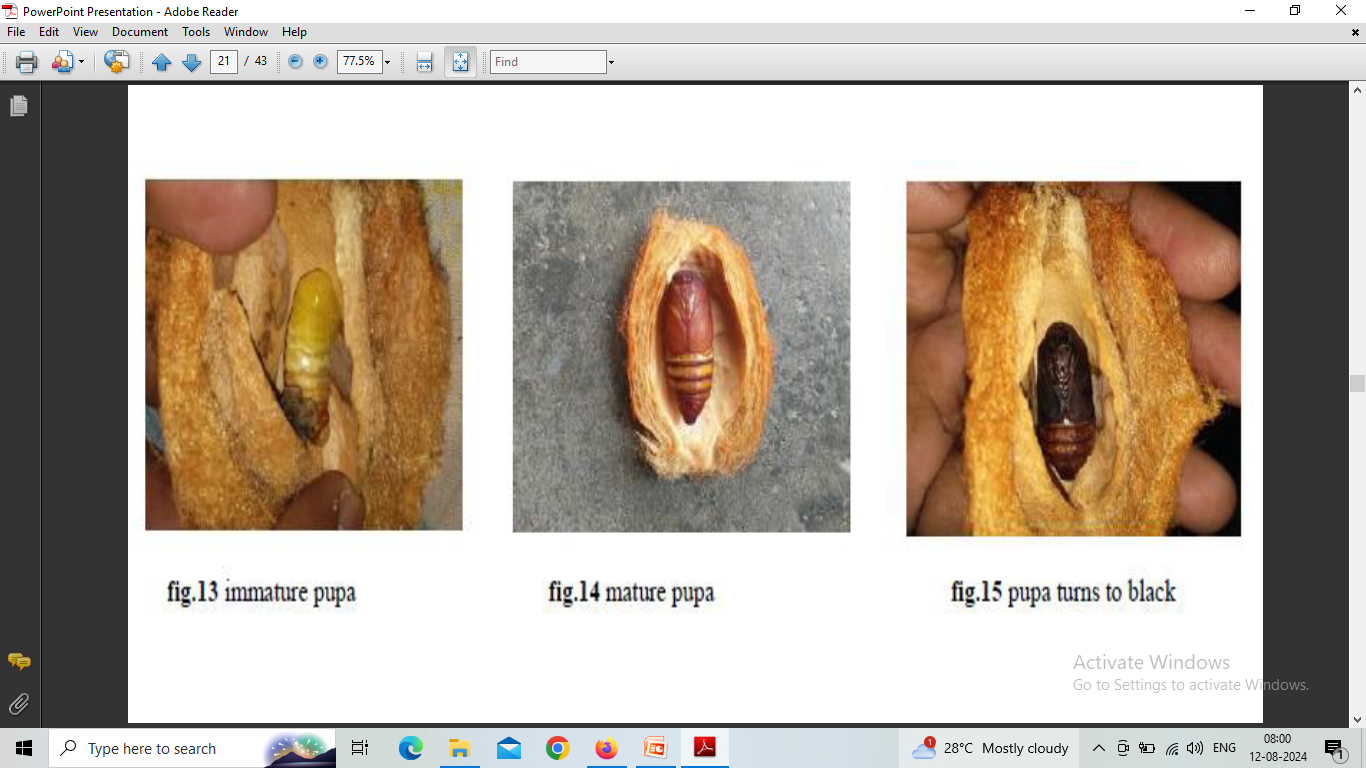 PowerPoint Presentation - Adobe Reader
File Edit View Document Tools Window Help
21 / 43 77.5% Find
fig.13 immature pupa fig.14 mature pupa fig.15 pupa turns to black
Activate Windows
Go to Settings to activate Windows.
Type here to search 28°C Mostly cloudy ENG 08:00
12-08-2024